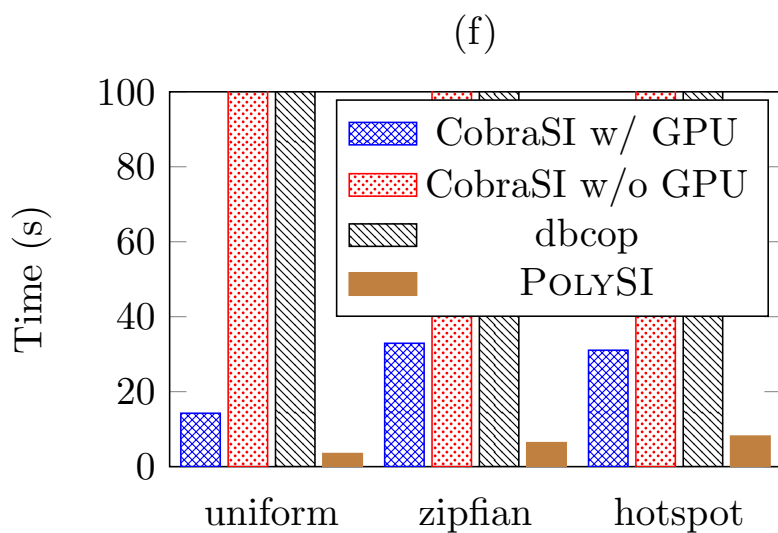 (f)
Time (s)
100
80
60
40
20
0
CobraSI w/ GPU
CobraSI w/o GPU
dbcop
POLYSI
uniform zipfian hotspot